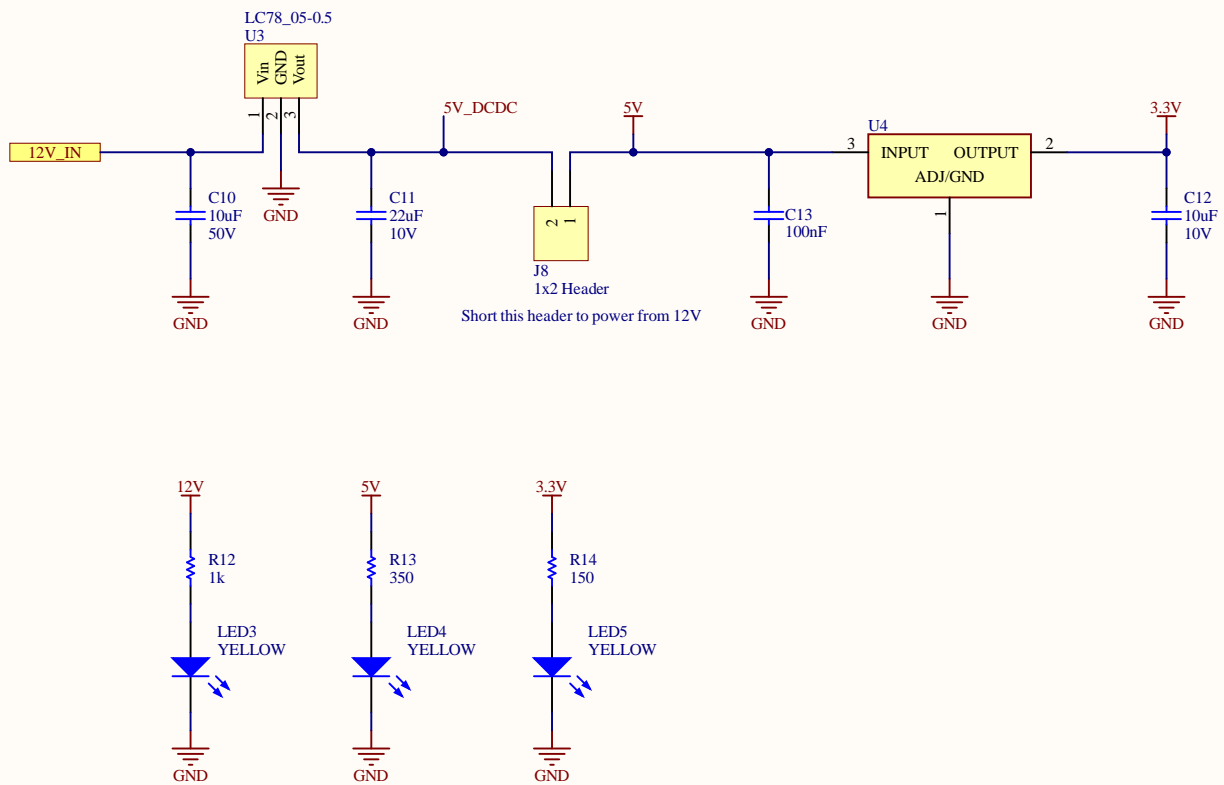 LC78_05-0.5
U3
Vin
GND
Vout
1
2
3
12V_IN
GND
C10
10uF
50V
GND
C11
22uF
10V
GND
5V_DCDC
2
1
J8
1x2 Header
Short this header to power from 12V
5V
C13
100nF
GND
U4
3
INPUT
OUTPUT
2
ADJ/GND
1
GND
3.3V
C12
10uF
10V
GND
12V
R12
1k
LED3
YELLOW
GND
5V
R13
350
LED4
YELLOW
GND
3.3V
R14
150
LED5
YELLOW
GND